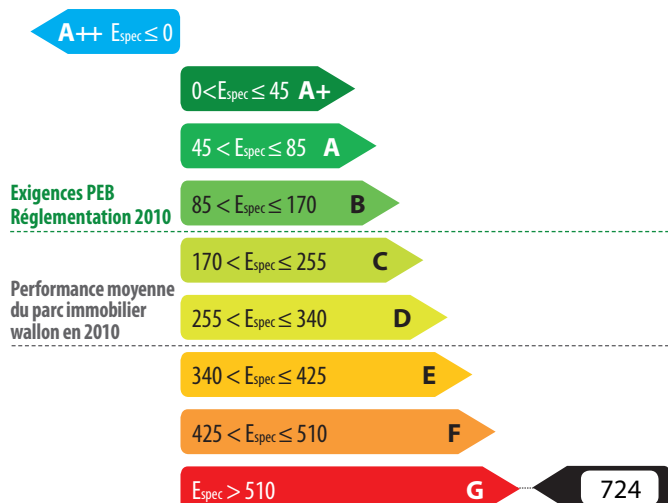 A++ Espec ≤ 0
0<Espec ≤ 45 A+
45 < Espec ≤ 85 A
Exigences PEB
Réglementation 2010
85 < Espec ≤ 170 B
170 < Espec ≤ 255 C
Performance moyenne
du parc immobilier
wallon en 2010
255 < Espec ≤ 340 D
340 < Espec ≤ 425 E
425 < Espec ≤ 510 F
Espec > 510 G 724